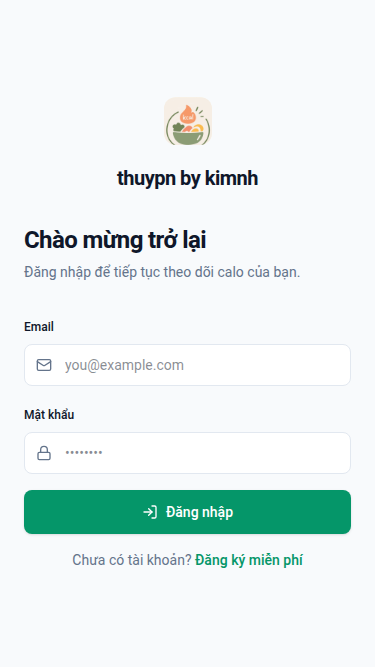 kcal
thuypn by kimnh
Chào mừng trở lại
Đăng nhập để tiếp tục theo dõi calo của bạn.
Email
you@example.com
Mật khẩu
••••••••
Đăng nhập
Chưa có tài khoản? Đăng ký miễn phí